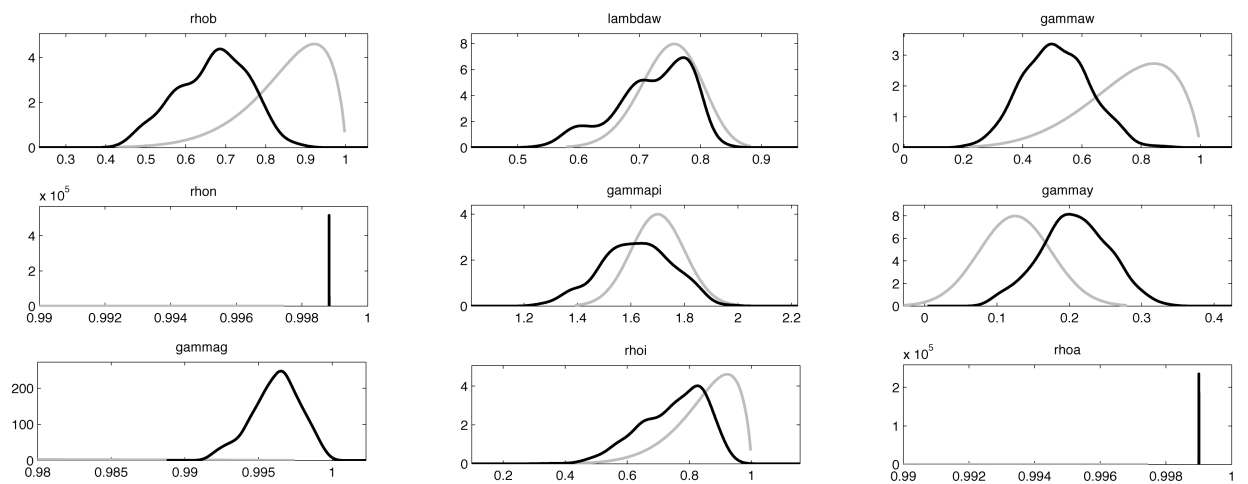 rhob lambdaw gammaw
4 2 0
0.3 0.4 0.5 0.6 0.7 0.8 0.9 1
8 6 4 2 0
0.5 0.6 0.7 0.8 0.9
3 2 1 0
0 0.2 0.4 0.6 0.8 1
rhon gammapi gammay
x 10^5
4 2 0
0.99 0.992 0.994 0.996 0.998 1
4 2 0
1.2 1.4 1.6 1.8 2 2.2
8 6 4 2 0
0 0.1 0.2 0.3 0.4
gammag rhoi rhoa
200 100 0
0.98 0.985 0.99 0.995 1
4 2 0
0.2 0.4 0.6 0.8 1
x 10^5
2 1 0
0.99 0.992 0.994 0.996 0.998 1